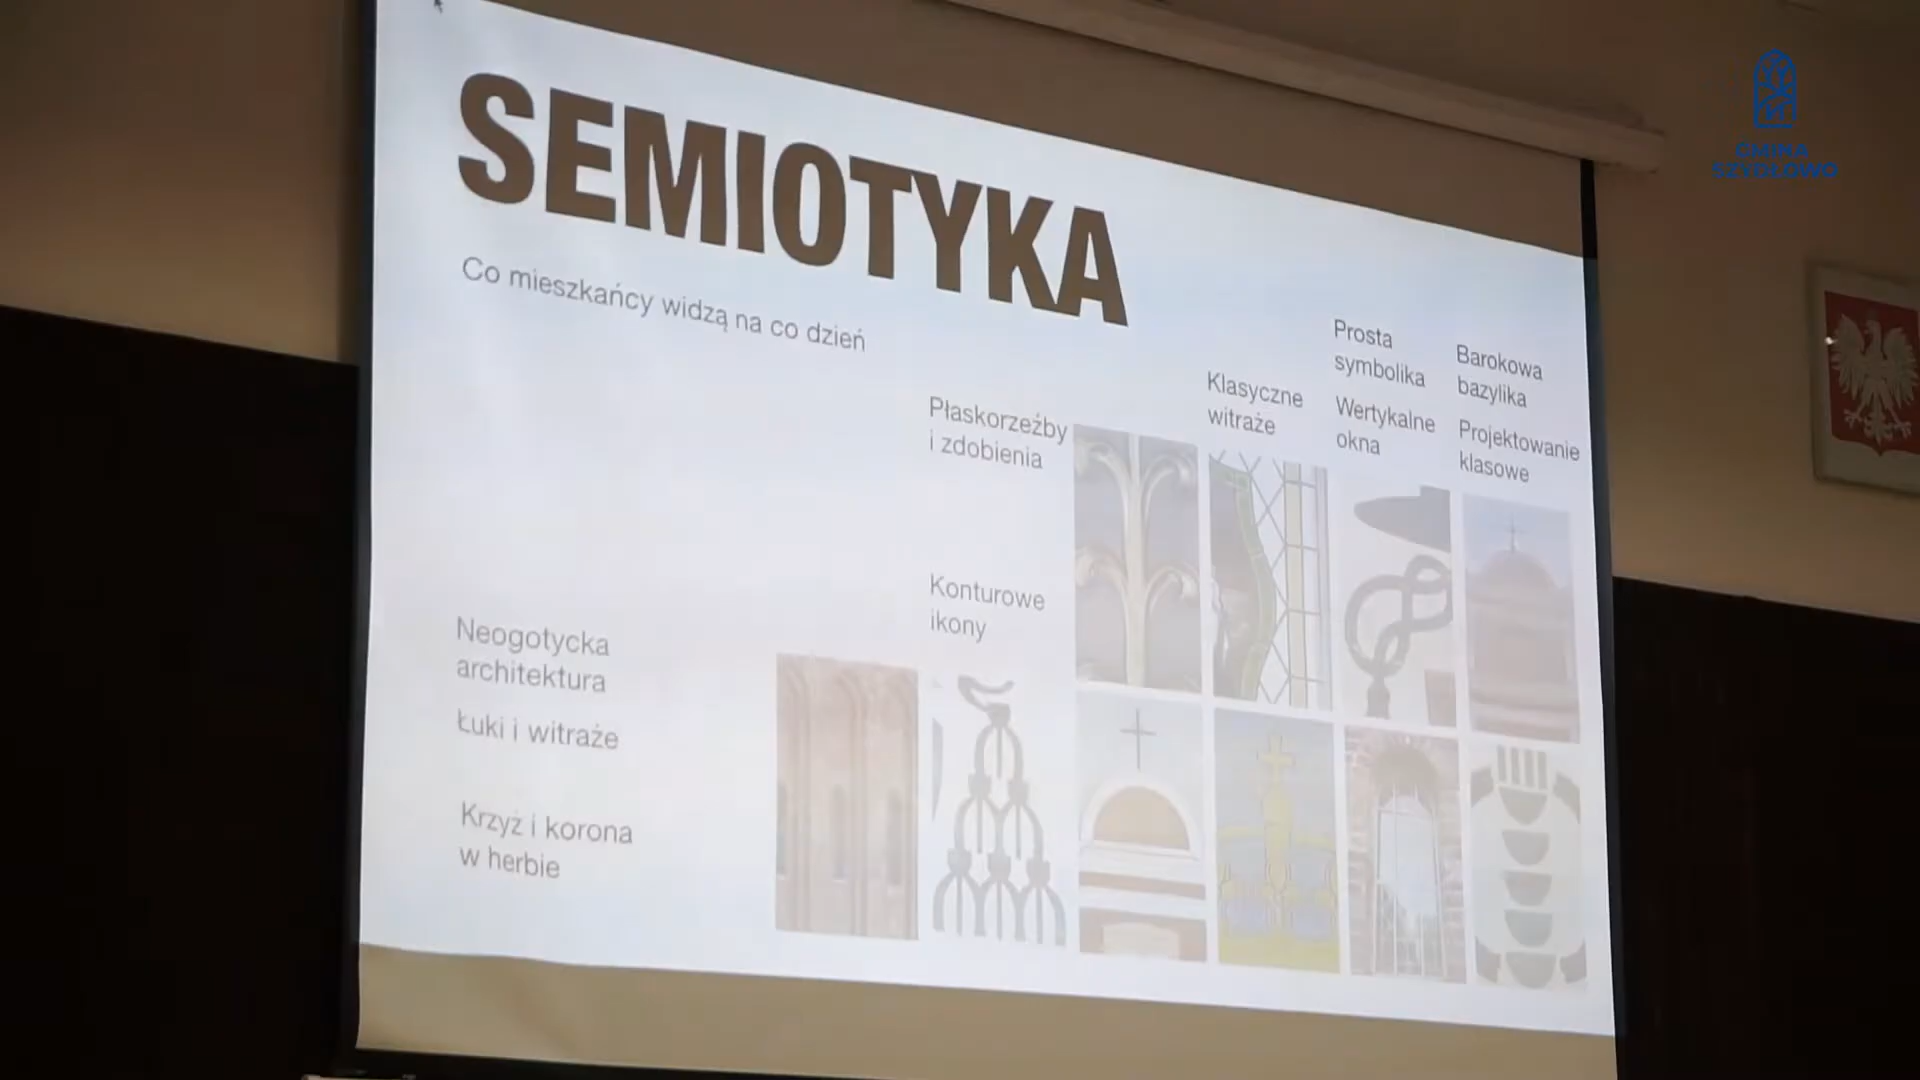 SEMIOTYKA
Co mieszkańcy widzą na co dzień
Neogotycka
architektura
Łuki i witraże
Krzyż i korona
w herbie
Płaskorzeźby
i zdobienia
Konturowe
ikony
Klasyczne
witraże
Prosta
symbolika
Wertykalne
okna
Barokowa
bazylika
Projektowanie
klasowe
GMINA
SZYDŁOWO